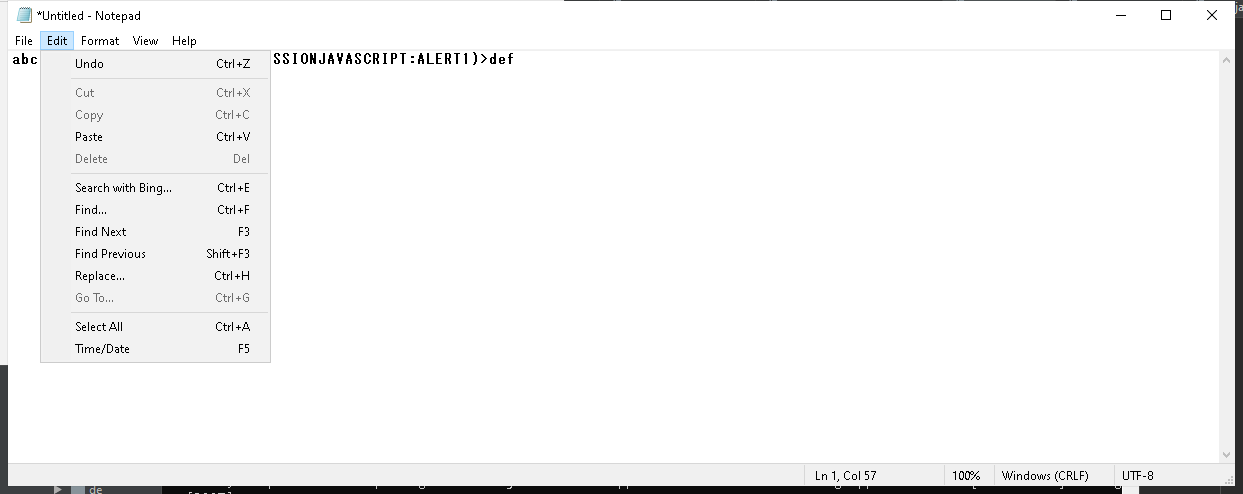 *Untitled - Notepad
File Edit Format View Help
abc SSIONJAVASCRIPT:ALERT1)>def
Undo Ctrl+Z
Cut Ctrl+X
Copy Ctrl+C
Paste Ctrl+V
Delete Del
Search with Bing... Ctrl+E
Find... Ctrl+F
Find Next F3
Find Previous Shift+F3
Replace... Ctrl+H
Go To... Ctrl+G
Select All Ctrl+A
Time/Date F5
Ln 1, Col 57 100% Windows (CRLF) UTF-8
de